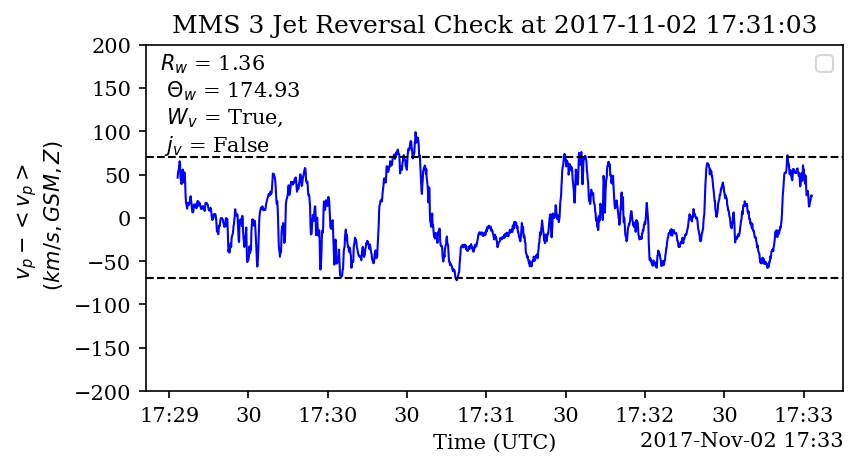 MMS 3 Jet Reversal Check at 2017-11-02 17:31:03
R_w = 1.36
Θ_w = 174.93
W_v = True,
j_v = False
200
150
100
50
0
−50
−100
−150
−200
v_p − < v_p >
(km/s, GSM, Z)
17:29 30 17:30 30 17:31 30 17:32 30 17:33
Time (UTC)
2017-Nov-02 17:33